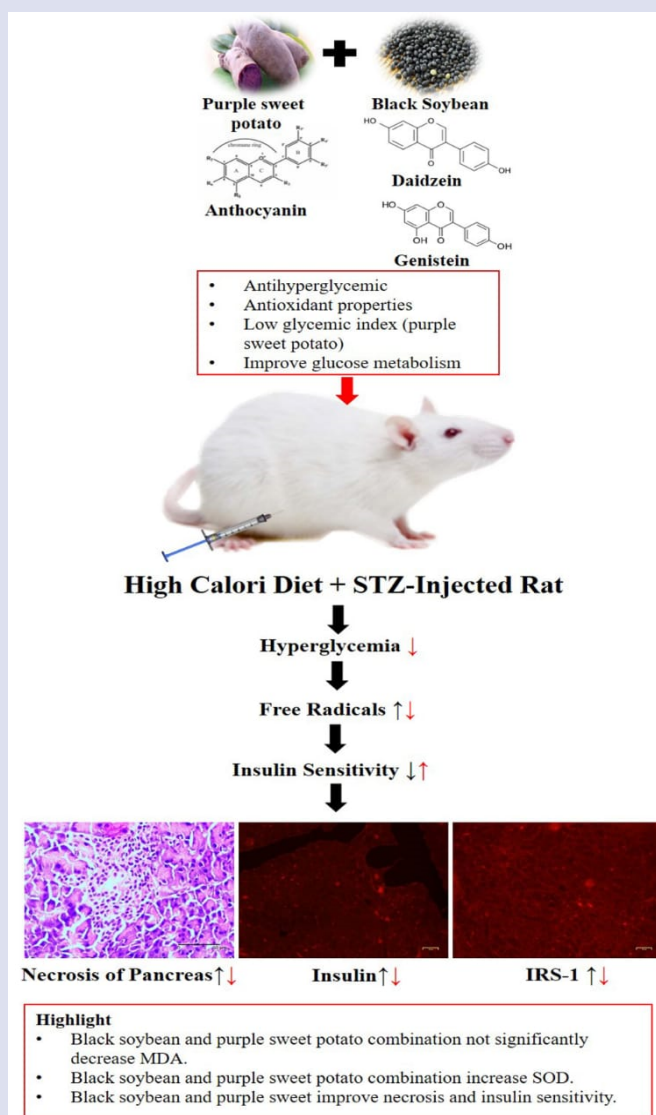 Purple sweet
potato
Black Soybean
Anthocyanin
Daidzein
Genistein
• Antihyperglycemic
• Antioxidant properties
• Low glycemic index (purple
sweet potato)
• Improve glucose metabolism
High Calori Diet + STZ-Injected Rat
Hyperglycemia ↓
Free Radicals ↑↓
Insulin Sensitivity ↓↑
Necrosis of Pancreas↑↓ Insulin↑↓ IRS-1 ↑↓
Highlight
• Black soybean and purple sweet potato combination not significantly
decrease MDA.
• Black soybean and purple sweet potato combination increase SOD.
• Black soybean and purple sweet improve necrosis and insulin sensitivity.